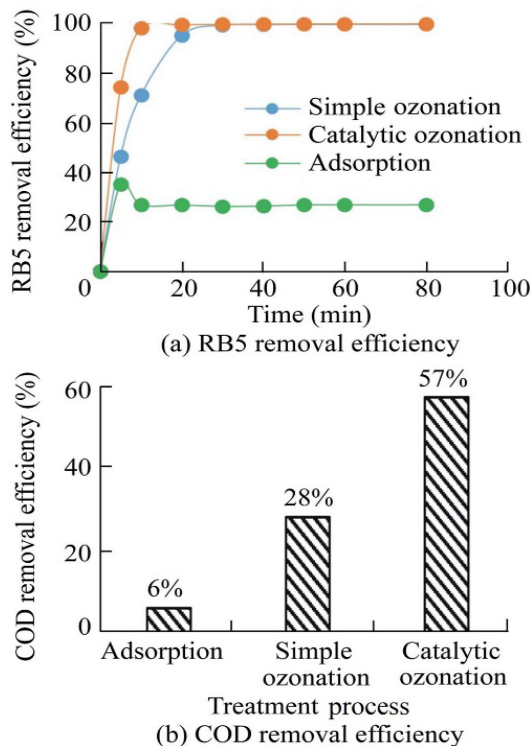 RB5 removal efficiency (%)
100
80
60
40
20
0
Simple ozonation
Catalytic ozonation
Adsorption
20 40 60 80 100
Time (min)
(a) RB5 removal efficiency
COD removal efficiency (%)
60
40
20
0
6%
28%
57%
Adsorption
Simple
ozonation
Catalytic
ozonation
Treatment process
(b) COD removal efficiency